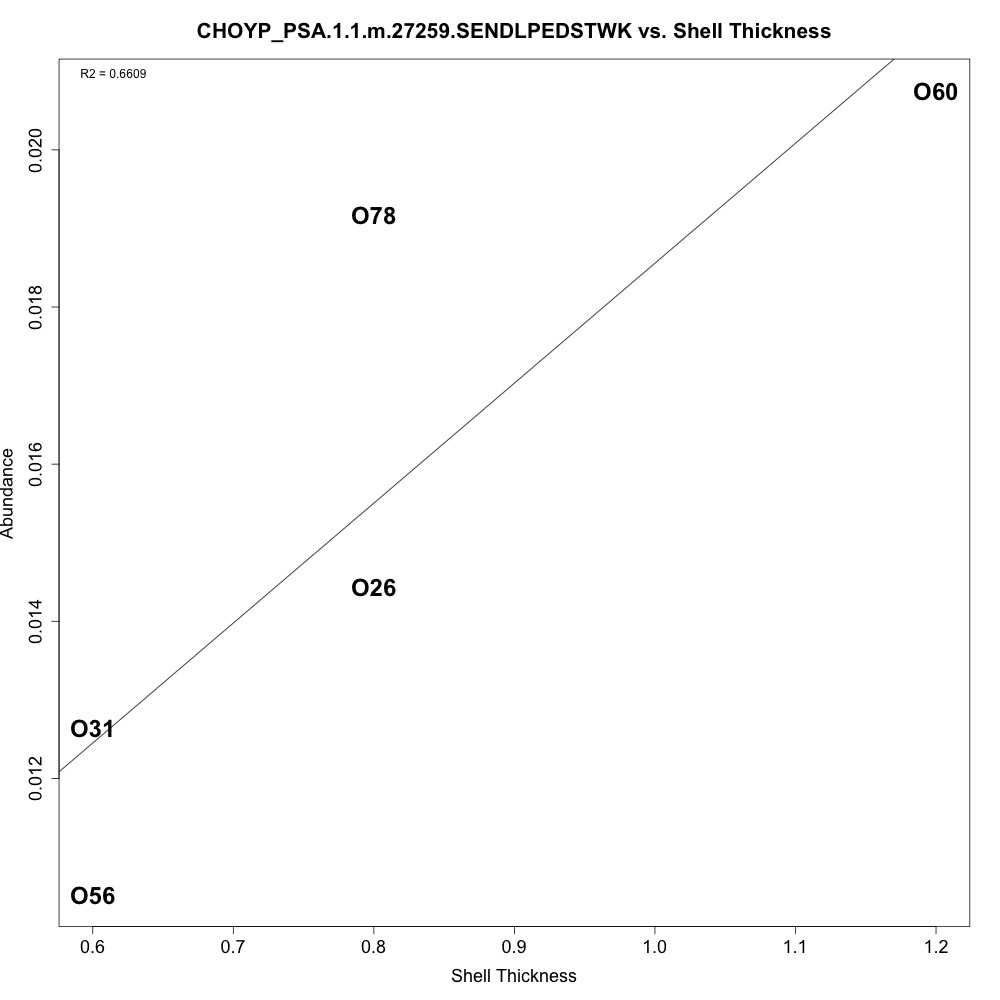 CHOYP_PSA.1.1.m.27259.SENDLPEDSTWK vs. Shell Thickness
R2 = 0.6609
O60
0.020
O78
0.018
0.016
Abundance
O26
0.014
O31
0.012
O56
0.6 0.7 0.8 0.9 1.0 1.1 1.2
Shell Thickness